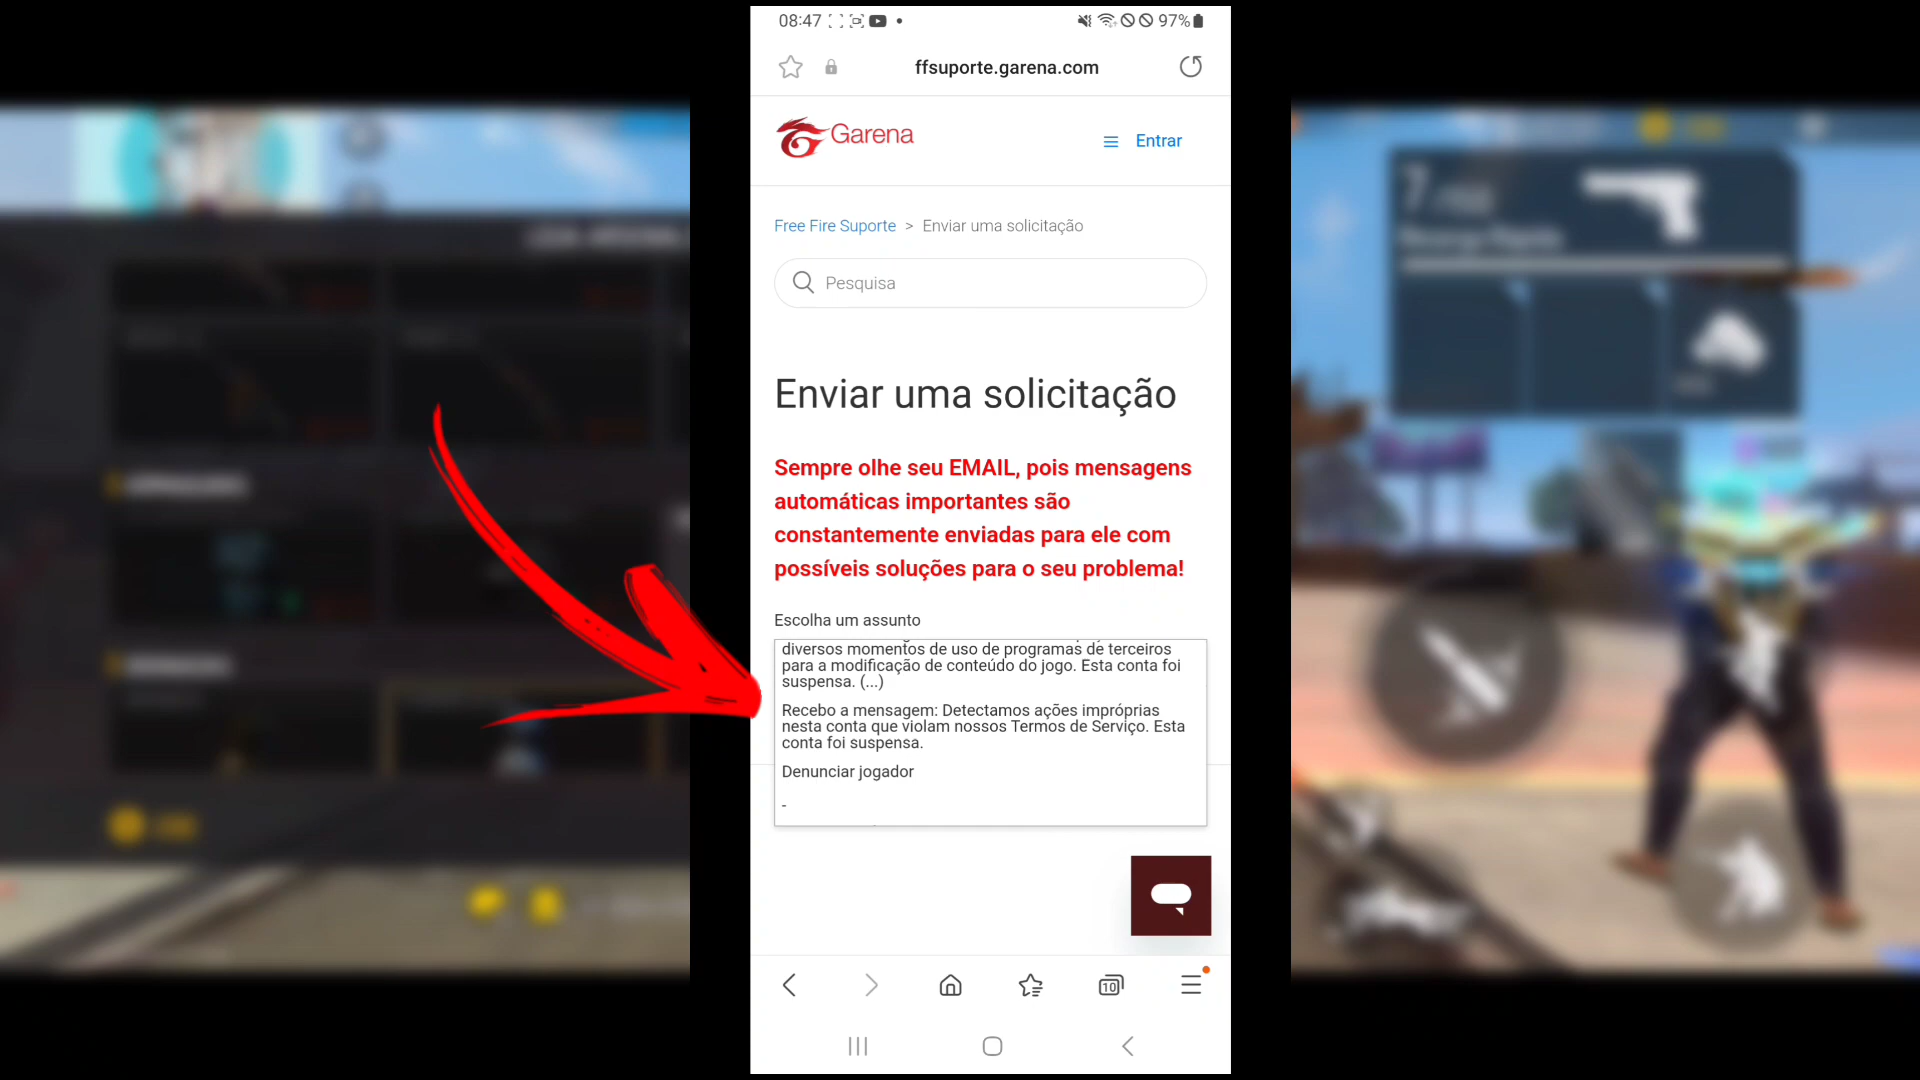 08:47
97%
ffsuporte.garena.com
Garena
Entrar
Free Fire Suporte > Enviar uma solicitação
Pesquisa
Enviar uma solicitação
Sempre olhe seu EMAIL, pois mensagens
automáticas importantes são
constantemente enviadas para ele com
possíveis soluções para o seu problema!
Escolha um assunto
diversos momentos de uso de programas de terceiros
para a modificação de conteúdo do jogo. Esta conta foi
suspensa. (...)
Recebo a mensagem: Detectamos ações impróprias
nesta conta que violam nossos Termos de Serviço. Esta
conta foi suspensa.
Denunciar jogador
-
10